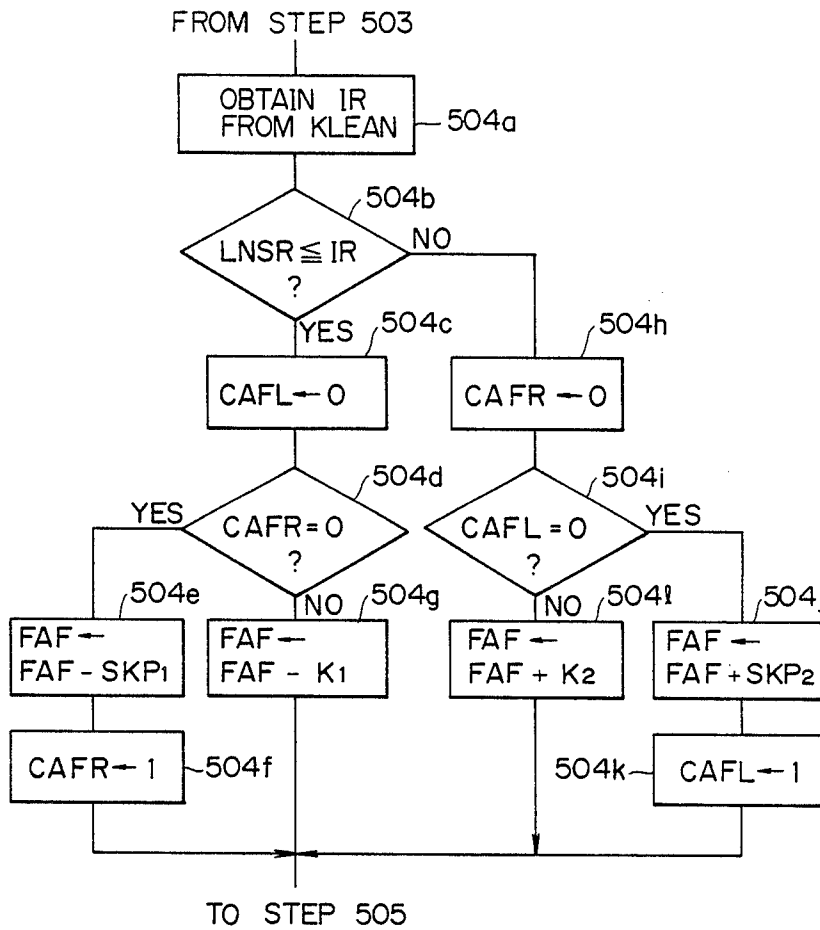 FROM STEP 503
OBTAIN IR
FROM KLEAN
504a
504b
LNSR ≦ IR
?
NO
YES
504c
504h
CAFL ← 0
CAFR ← 0
504d
504i
YES
CAFR = 0
?
CAFL = 0
?
YES
504e
NO
504g
NO
504l
504j
FAF ←
FAF - SKP1
FAF ←
FAF - K1
FAF ←
FAF + K2
FAF ←
FAF + SKP2
CAFR ← 1
504f
504k
CAFL ← 1
TO STEP 505